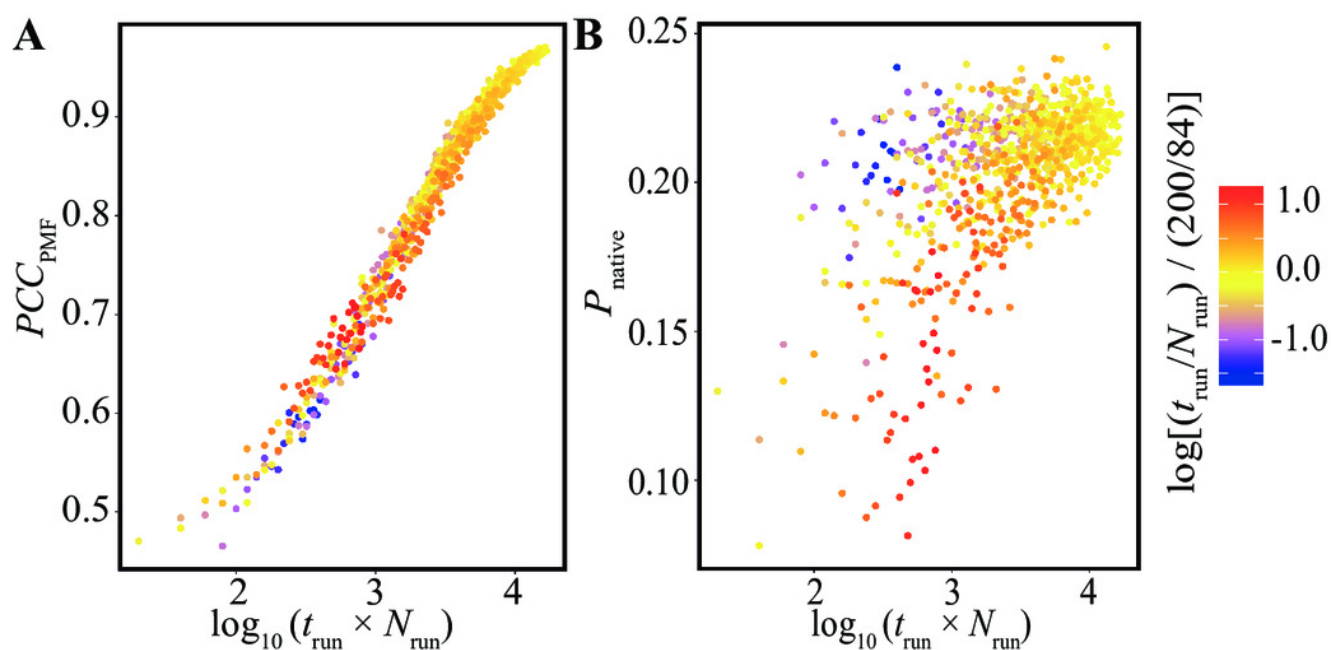 A
PCC_PMF
0.9
0.8
0.7
0.6
0.5
2
3
4
log₁₀ (t_run × N_run)
B
P_native
0.25
0.20
0.15
0.10
2
3
4
log₁₀ (t_run × N_run)
1.0
0.0
-1.0
log[(t_run/N_run) / (200/84)]